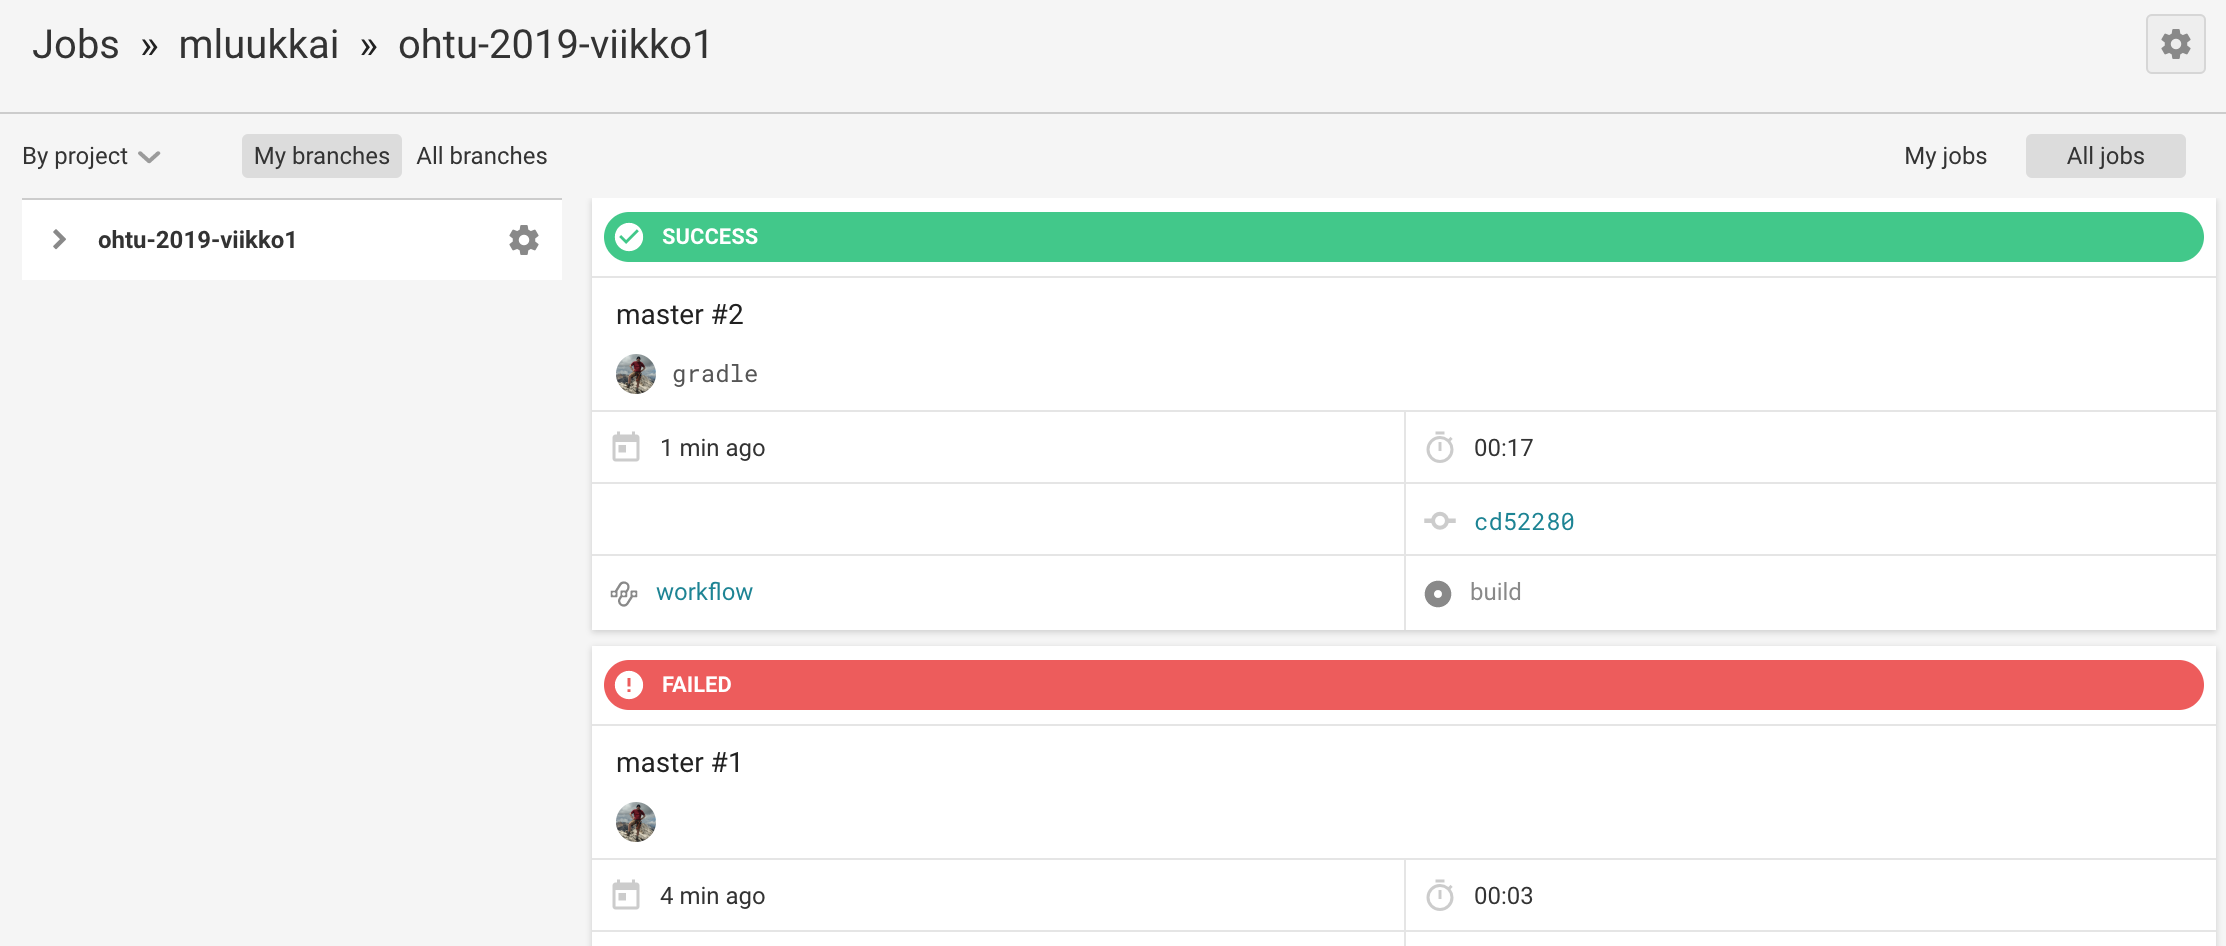 Jobs » mluukkai » ohtu-2019-viikko1
By project My branches All branches My jobs All jobs
ohtu-2019-viikko1
SUCCESS
master #2
gradle
1 min ago 00:17
cd52280
workflow build
FAILED
master #1
4 min ago 00:03